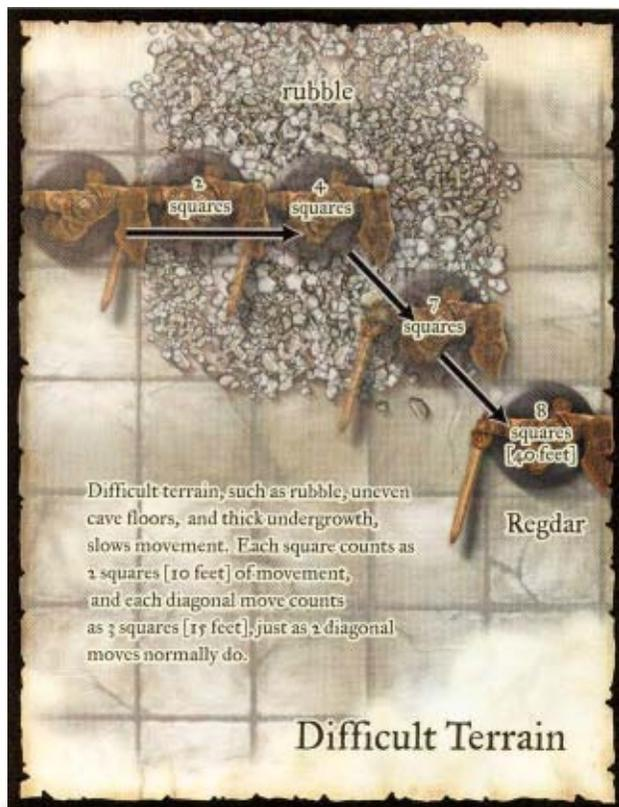 rubble
2
squares
4
squares
7
squares
8
squares
[40 feet]
Regdar
Difficult terrain, such as rubble, uneven
cave floors, and thick undergrowth,
slows movement. Each square counts as
2 squares [10 feet] of movement,
and each diagonal move counts
as 3 squares [15 feet], just as 2 diagonal
moves normally do.
Difficult Terrain